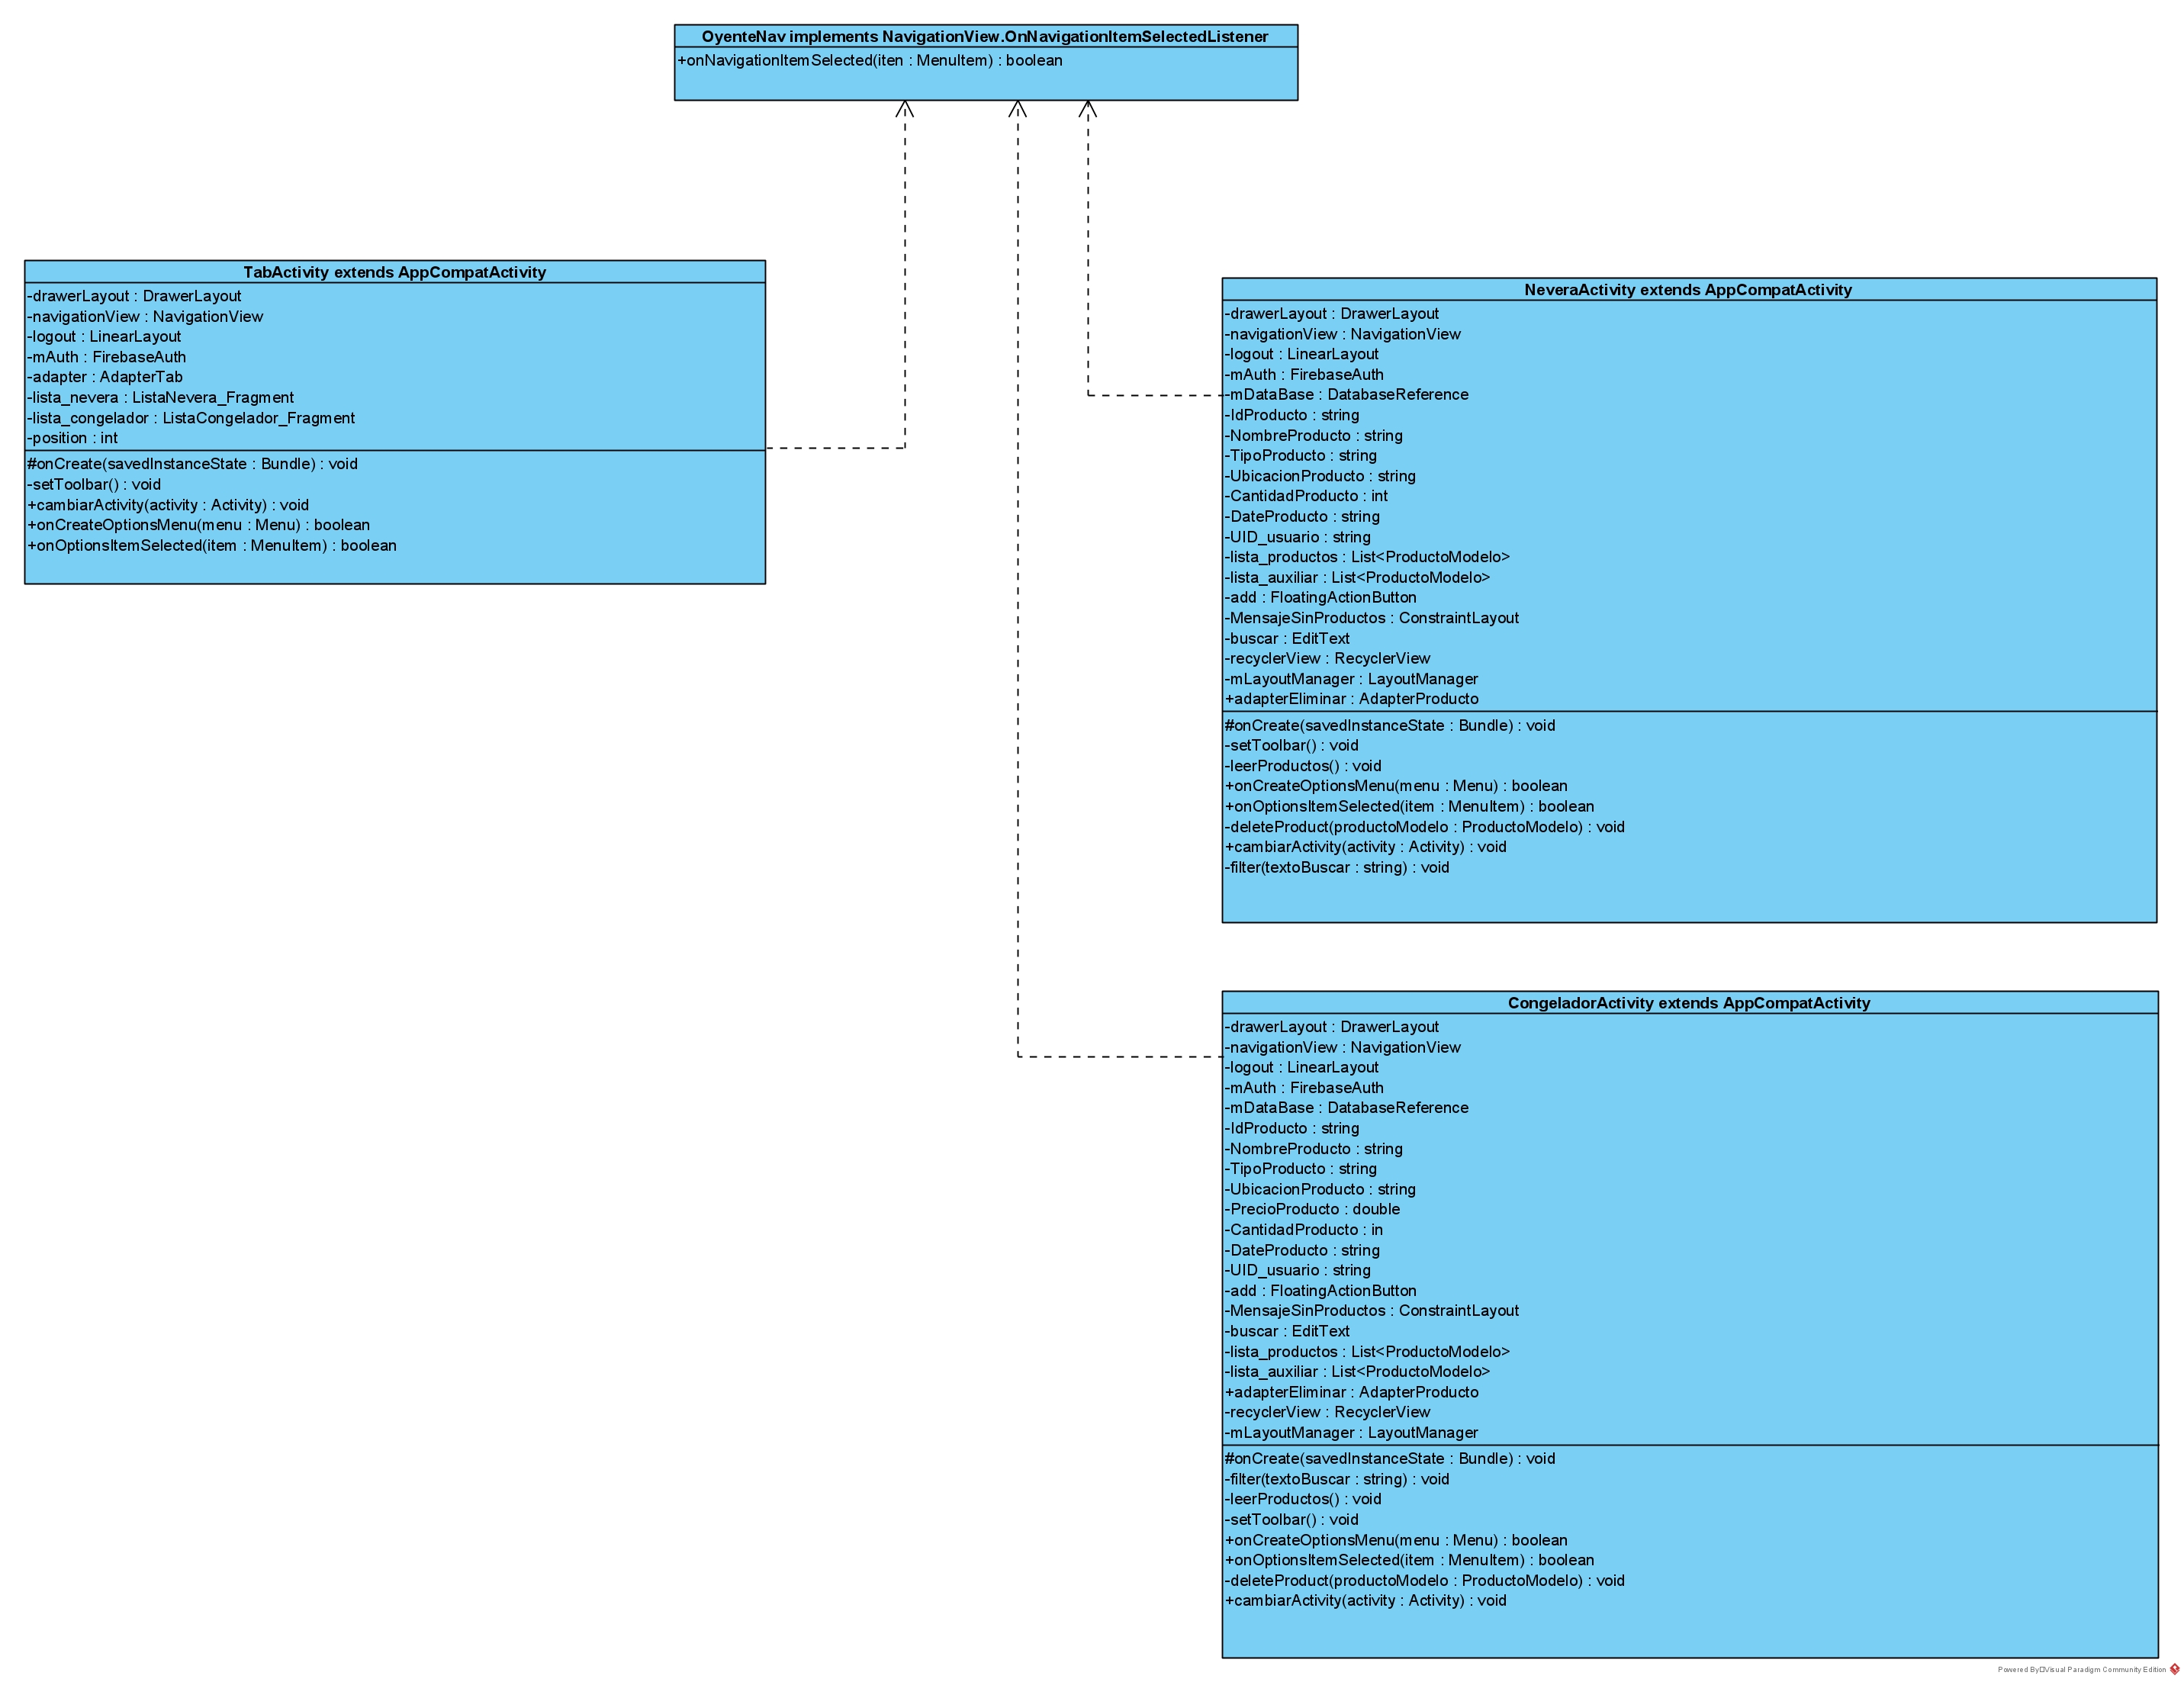 OyenteNav implements NavigationView.OnNavigationItemSelectedListener
+onNavigationItemSelected(iten : MenuItem) : boolean
TabActivity extends AppCompatActivity
-drawerLayout : DrawerLayout
-navigationView : NavigationView
-logout : LinearLayout
-mAuth : FirebaseAuth
-adapter : AdapterTab
-lista_nevera : ListaNevera_Fragment
-lista_congelador : ListaCongelador_Fragment
-position : int
#onCreate(savedInstanceState : Bundle) : void
-setToolbar() : void
+cambiarActivity(activity : Activity) : void
+onCreateOptionsMenu(menu : Menu) : boolean
+onOptionsItemSelected(item : MenuItem) : boolean
NeveraActivity extends AppCompatActivity
-drawerLayout : DrawerLayout
-navigationView : NavigationView
-logout : LinearLayout
-mAuth : FirebaseAuth
-mDataBase : DatabaseReference
-IdProducto : string
-NombreProducto : string
-TipoProducto : string
-UbicacionProducto : string
-CantidadProducto : int
-DateProducto : string
-UID_usuario : string
-lista_productos : List<ProductoModelo>
-lista_auxiliar : List<ProductoModelo>
-add : FloatingActionButton
-MensajeSinProductos : ConstraintLayout
-buscar : EditText
-recyclerView : RecyclerView
-mLayoutManager : LayoutManager
+adapterEliminar : AdapterProducto
#onCreate(savedInstanceState : Bundle) : void
-setToolbar() : void
-leerProductos() : void
+onCreateOptionsMenu(menu : Menu) : boolean
+onOptionsItemSelected(item : MenuItem) : boolean
-deleteProduct(productoModelo : ProductoModelo) : void
+cambiarActivity(activity : Activity) : void
-filter(textoBuscar : string) : void
CongeladorActivity extends AppCompatActivity
-drawerLayout : DrawerLayout
-navigationView : NavigationView
-logout : LinearLayout
-mAuth : FirebaseAuth
-mDataBase : DatabaseReference
-IdProducto : string
-NombreProducto : string
-TipoProducto : string
-UbicacionProducto : string
-PrecioProducto : double
-CantidadProducto : in
-DateProducto : string
-UID_usuario : string
-add : FloatingActionButton
-MensajeSinProductos : ConstraintLayout
-buscar : EditText
-lista_productos : List<ProductoModelo>
-lista_auxiliar : List<ProductoModelo>
+adapterEliminar : AdapterProducto
-recyclerView : RecyclerView
-mLayoutManager : LayoutManager
#onCreate(savedInstanceState : Bundle) : void
-filter(textoBuscar : string) : void
-leerProductos() : void
-setToolbar() : void
+onCreateOptionsMenu(menu : Menu) : boolean
+onOptionsItemSelected(item : MenuItem) : boolean
-deleteProduct(productoModelo : ProductoModelo) : void
+cambiarActivity(activity : Activity) : void
Powered By□Visual Paradigm Community Edition